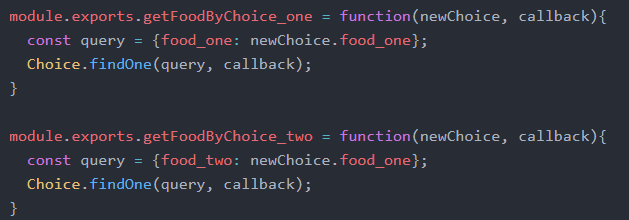 module.exports.getFoodByChoice_one = function(newChoice, callback){
const query = {food_one: newChoice.food_one};
Choice.findOne(query, callback);
}
module.exports.getFoodByChoice_two = function(newChoice, callback){
const query = {food_two: newChoice.food_one};
Choice.findOne(query, callback);
}